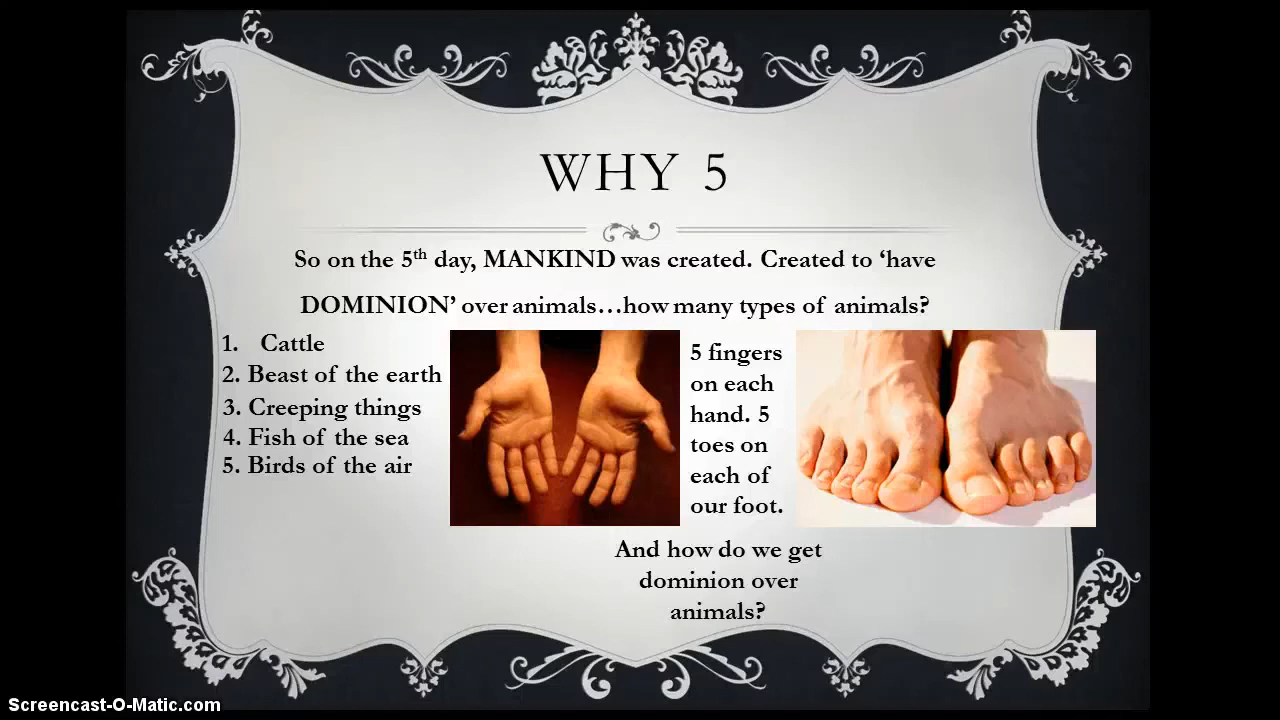 WHY 5
So on the 5th day, MANKIND was created. Created to ‘have
DOMINION’ over animals…how many types of animals?
1. Cattle
2. Beast of the earth
3. Creeping things
4. Fish of the sea
5. Birds of the air
5 fingers
on each
hand. 5
toes on
each of
our foot.
And how do we get
dominion over
animals?
Screencast-O-Matic.com